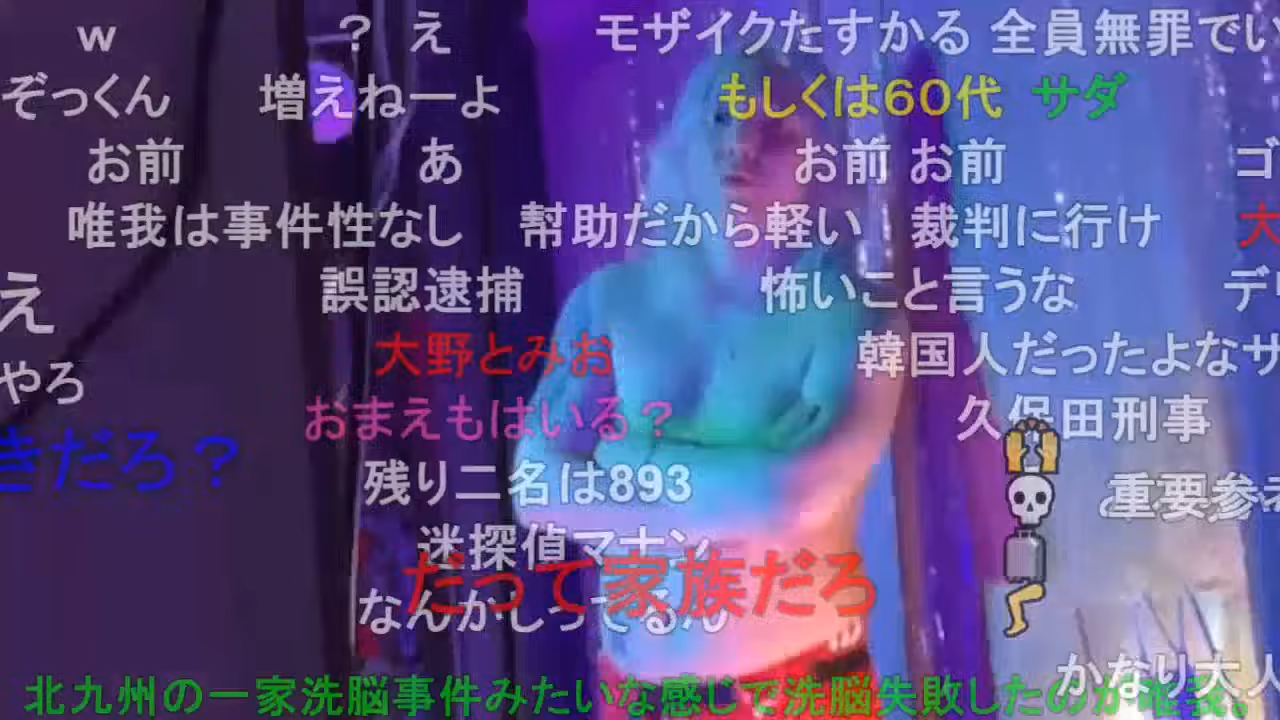 w ？ え モザイクたすかる 全員無罪でい
ぞっくん 増えねーよ もしくは６０代 サダ
お前 あ お前 お前 ゴ
唯我は事件性なし 幇助だから軽い 裁判に行け 大
え 誤認逮捕 怖いこと言うな デ
大野とみお 韓国人だったよなサ
やろ
おまえもはいる？ 久保田刑事
きだろ？ 残り二名は893 重要参考
迷探偵マナン
だって家族だろ
なんかしってるん
かなり大人
北九州の一家洗脳事件みたいな感じで洗脳失敗したのが唯我。